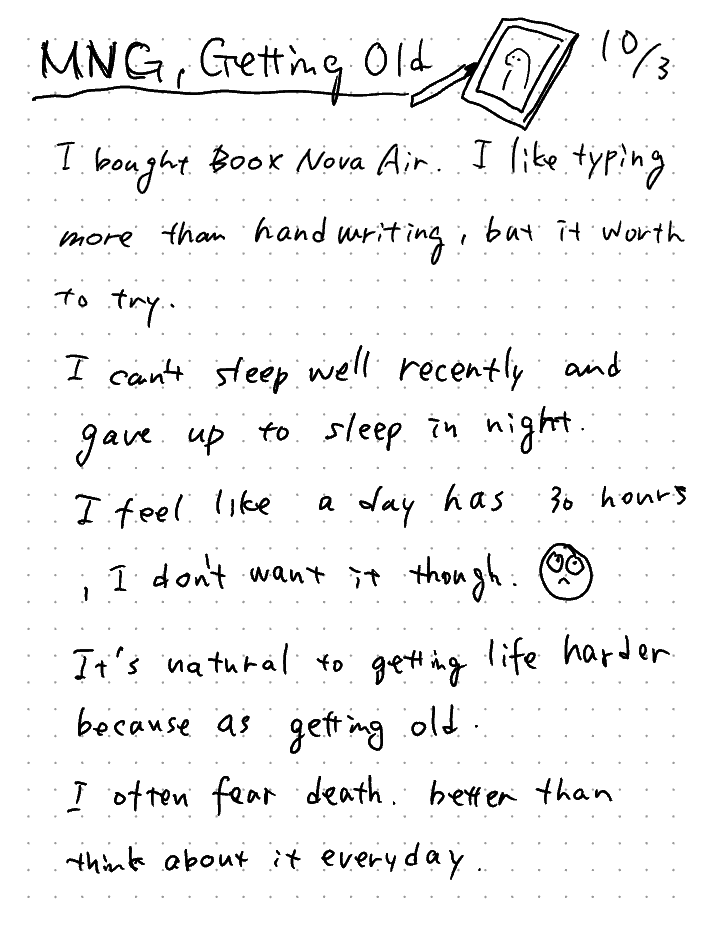 MNG, Getting Old 10/3
I bought Boox Nova Air. I like typing
more than handwriting, but it worth
to try.
I can't sleep well recently and
gave up to sleep in night.
I feel like a day has 30 hours
, I don't want it though.
It's natural to getting life harder
because as getting old.
I often fear death. better than
think about it everyday.